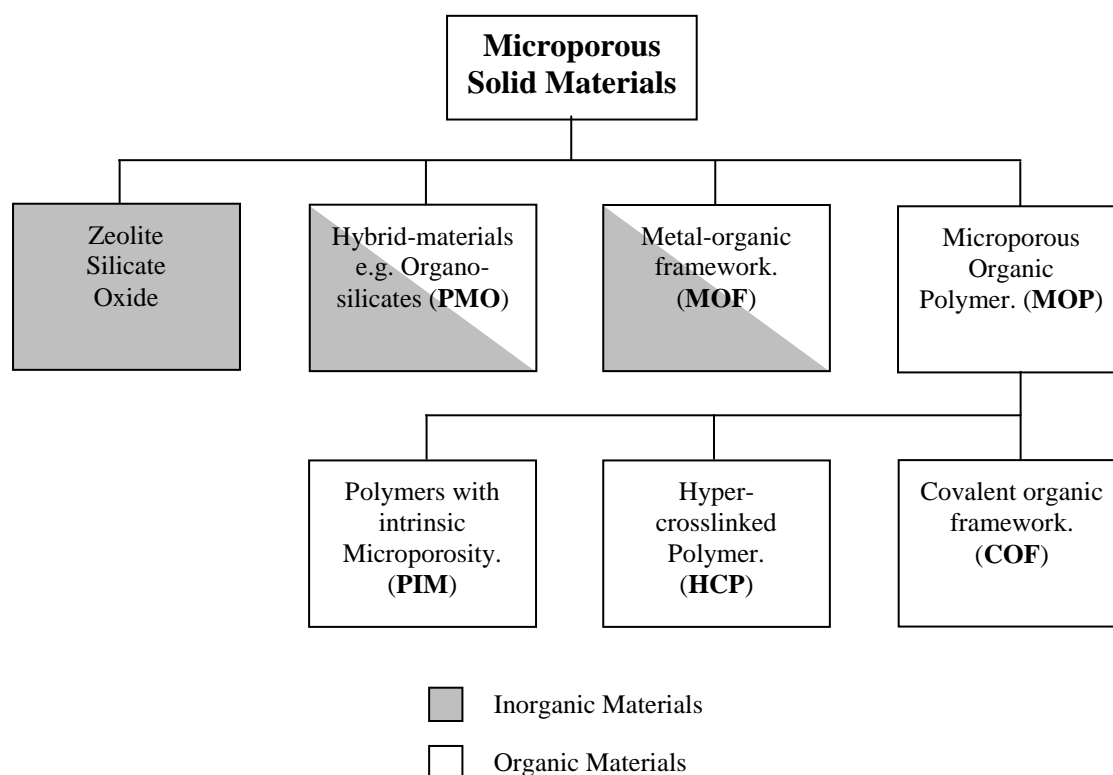 Microporous
Solid Materials
Zeolite
Silicate
Oxide
Hybrid-materials
e.g. Organo-
silicates (PMO)
Metal-organic
framework.
(MOF)
Microporous
Organic
Polymer. (MOP)
Polymers with
intrinsic
Microporosity.
(PIM)
Hyper-
crosslinked
Polymer.
(HCP)
Covalent organic
framework.
(COF)
Inorganic Materials
Organic Materials